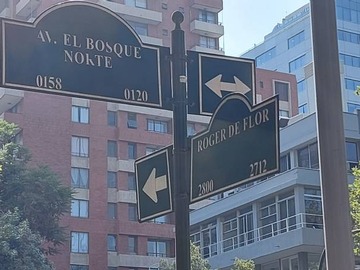 AV. EL BOSQUE
NORTE
0158 0120
ROGER DE FLOR
2800 2712